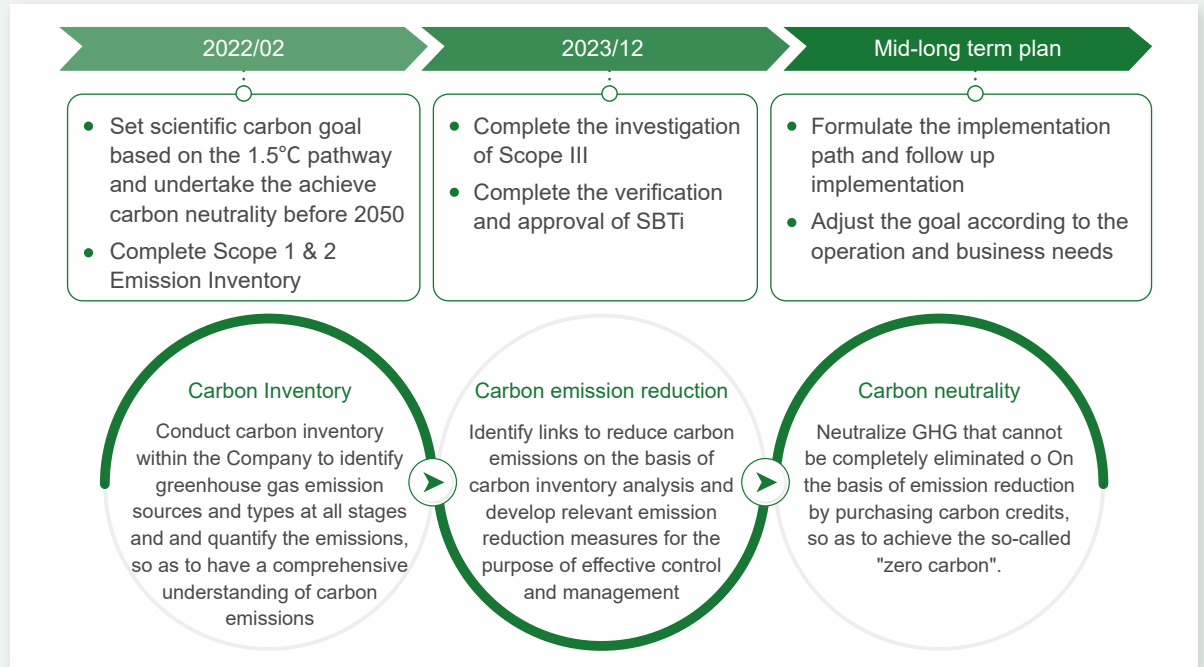 2022/02
2023/12
Mid-long term plan
Set scientific carbon goal
based on the 1.5℃ pathway
and undertake the achieve
carbon neutrality before 2050
Complete Scope 1 & 2
Emission Inventory
Complete the investigation
of Scope III
Complete the verification
and approval of SBTi
Formulate the implementation
path and follow up
implementation
Adjust the goal according to the
operation and business needs
Carbon Inventory
Conduct carbon inventory
within the Company to identify
greenhouse gas emission
sources and types at all stages
and and quantify the emissions,
so as to have a comprehensive
understanding of carbon
emissions
Carbon emission reduction
Identify links to reduce carbon
emissions on the basis of
carbon inventory analysis and
develop relevant emission
reduction measures for the
purpose of effective control
and management
Carbon neutrality
Neutralize GHG that cannot
be completely eliminated o On
the basis of emission reduction
by purchasing carbon credits,
so as to achieve the so-called
"zero carbon".